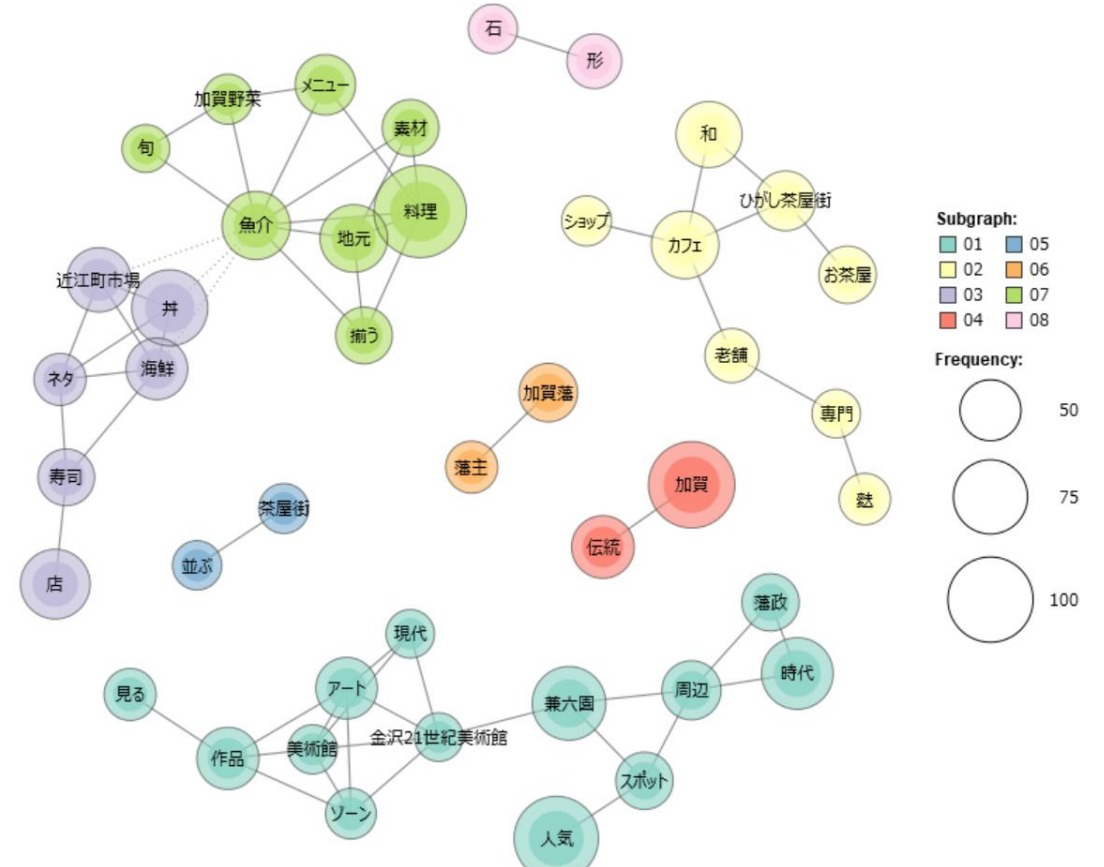 石
形
メニュー
加賀野菜
素材
旬
和
料理
ひがし茶屋街
ショップ
魚介
地元
カフェ
お茶屋
近江町市場
丼
揃う
海鮮
老舗
ネタ
加賀藩
専門
藩主
寿司
加賀
麩
茶屋街
伝統
並ぶ
店
藩政
現代
時代
見る
アート
周辺
兼六園
金沢21世紀美術館
美術館
作品
スポット
ゾーン
人気
Subgraph:
01 05
02 06
03 07
04 08
Frequency:
50
75
100